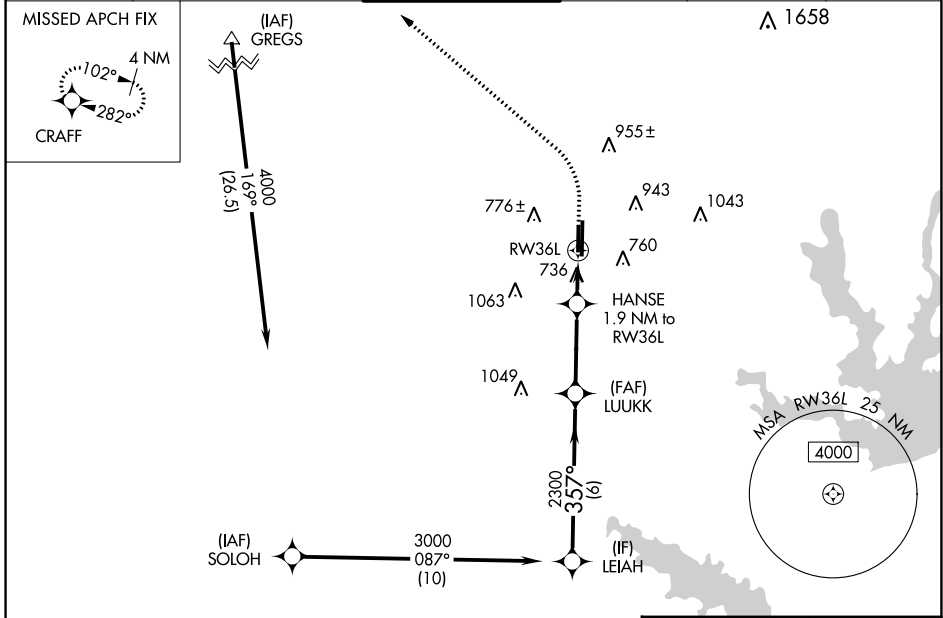 MISSED APCH FIX
4 NM
102°
282°
CRAFF
(IAF)
GREGS
4000
169°
(26.5)
1658
955±
943
1043
776±
RW36L
760
736
1063
HANSE
1.9 NM to
RW36L
1049
(FAF)
LUUKK
MSA RW36L 25 NM
4000
2300
357°
(6)
(IAF)
SOLOH
3000
087°
(10)
(IF)
LEIAH